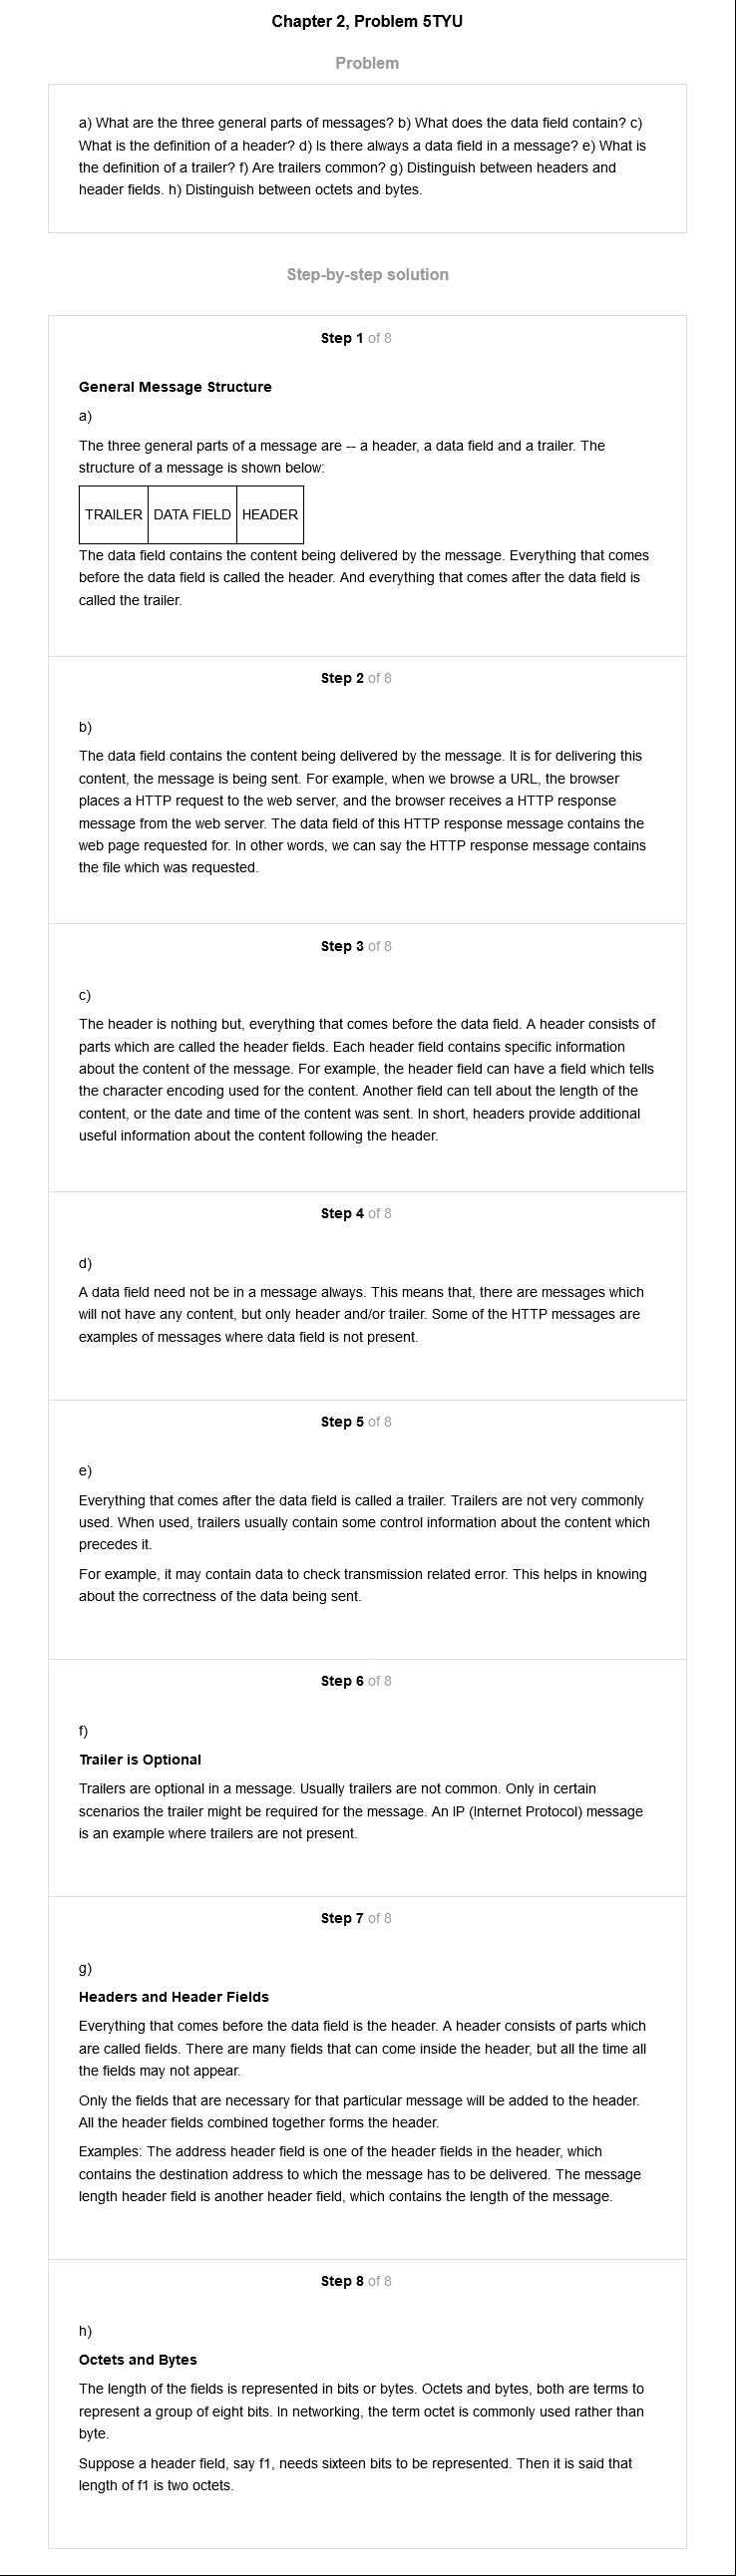 Chapter 2, Problem 5TYU
Problem
a) What are the three general parts of messages? b) What does the data field contain? c)
What is the definition of a header? d) Is there always a data field in a message? e) What is
the definition of a trailer? f) Are trailers common? g) Distinguish between headers and
header fields. h) Distinguish between octets and bytes.
Step-by-step solution
Step 1 of 8
General Message Structure
a)
The three general parts of a message are -- a header, a data field and a trailer. The
structure of a message is shown below:
TRAILER DATA FIELD HEADER
The data field contains the content being delivered by the message. Everything that comes
before the data field is called the header. And everything that comes after the data field is
called the trailer.
Step 2 of 8
b)
The data field contains the content being delivered by the message. It is for delivering this
content, the message is being sent. For example, when we browse a URL, the browser
places a HTTP request to the web server, and the browser receives a HTTP response
message from the web server. The data field of this HTTP response message contains the
web page requested for. In other words, we can say the HTTP response message contains
the file which was requested.
Step 3 of 8
c)
The header is nothing but, everything that comes before the data field. A header consists of
parts which are called the header fields. Each header field contains specific information
about the content of the message. For example, the header field can have a field which tells
the character encoding used for the content. Another field can tell about the length of the
content, or the date and time of the content was sent. In short, headers provide additional
useful information about the content following the header.
Step 4 of 8
d)
A data field need not be in a message always. This means that, there are messages which
will not have any content, but only header and/or trailer. Some of the HTTP messages are
examples of messages where data field is not present.
Step 5 of 8
e)
Everything that comes after the data field is called a trailer. Trailers are not very commonly
used. When used, trailers usually contain some control information about the content which
precedes it.
For example, it may contain data to check transmission related error. This helps in knowing
about the correctness of the data being sent.
Step 6 of 8
f)
Trailer is Optional
Trailers are optional in a message. Usually trailers are not common. Only in certain
scenarios the trailer might be required for the message. An IP (Internet Protocol) message
is an example where trailers are not present.
Step 7 of 8
g)
Headers and Header Fields
Everything that comes before the data field is the header. A header consists of parts which
are called fields. There are many fields that can come inside the header, but all the time all
the fields may not appear.
Only the fields that are necessary for that particular message will be added to the header.
All the header fields combined together forms the header.
Examples: The address header field is one of the header fields in the header, which
contains the destination address to which the message has to be delivered. The message
length header field is another header field, which contains the length of the message.
Step 8 of 8
h)
Octets and Bytes
The length of the fields is represented in bits or bytes. Octets and bytes, both are terms to
represent a group of eight bits. In networking, the term octet is commonly used rather than
byte.
Suppose a header field, say f1, needs sixteen bits to be represented. Then it is said that
length of f1 is two octets.